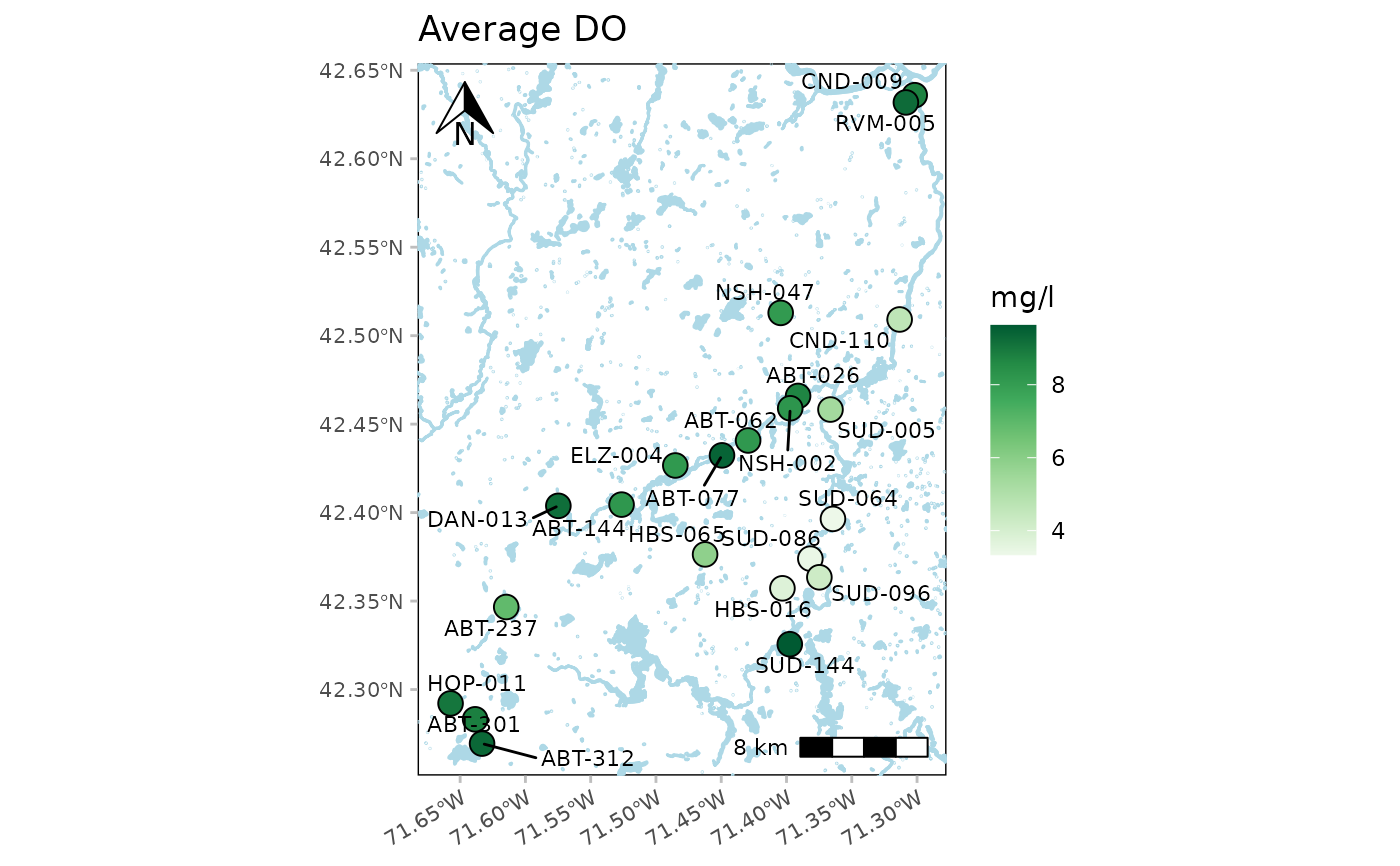 Average DO
42.65°N
42.60°N
42.55°N
42.50°N
42.45°N
42.40°N
42.35°N
42.30°N
N
CND-009
RVM-005
NSH-047
CND-110
ABT-026
ABT-062
SUD-005
ELZ-004
NSH-002
ABT-077
SUD-064
DAN-013
ABT-144
HBS-065
SUD-086
SUD-096
HBS-016
ABT-237
SUD-144
HOP-011
ABT-301
ABT-312
8 km
71.65°W
71.60°W
71.55°W
71.50°W
71.45°W
71.40°W
71.35°W
71.30°W
mg/l
8
6
4